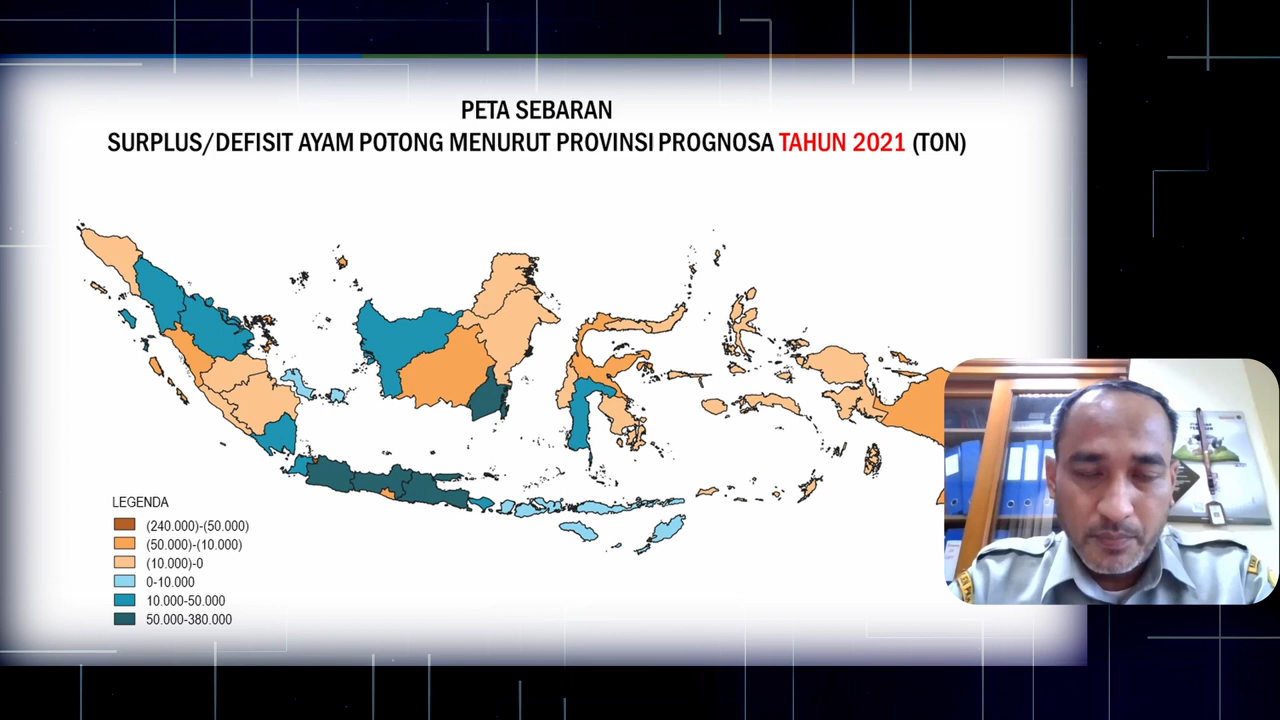 PETA SEBARAN
SURPLUS/DEFISIT AYAM POTONG MENURUT PROVINSI PROGNOSA TAHUN 2021 (TON)
LEGENDA
(240.000)-(50.000)
(50.000)-(10.000)
(10.000)-0
0-10.000
10.000-50.000
50.000-380.000